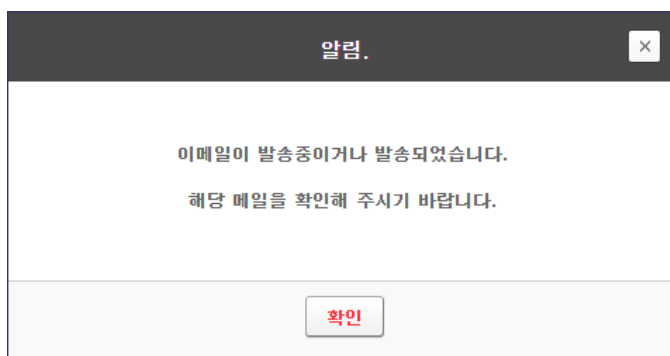 알림.
이메일이 발송중이거나 발송되었습니다.
해당 메일을 확인해 주시기 바랍니다.
확인